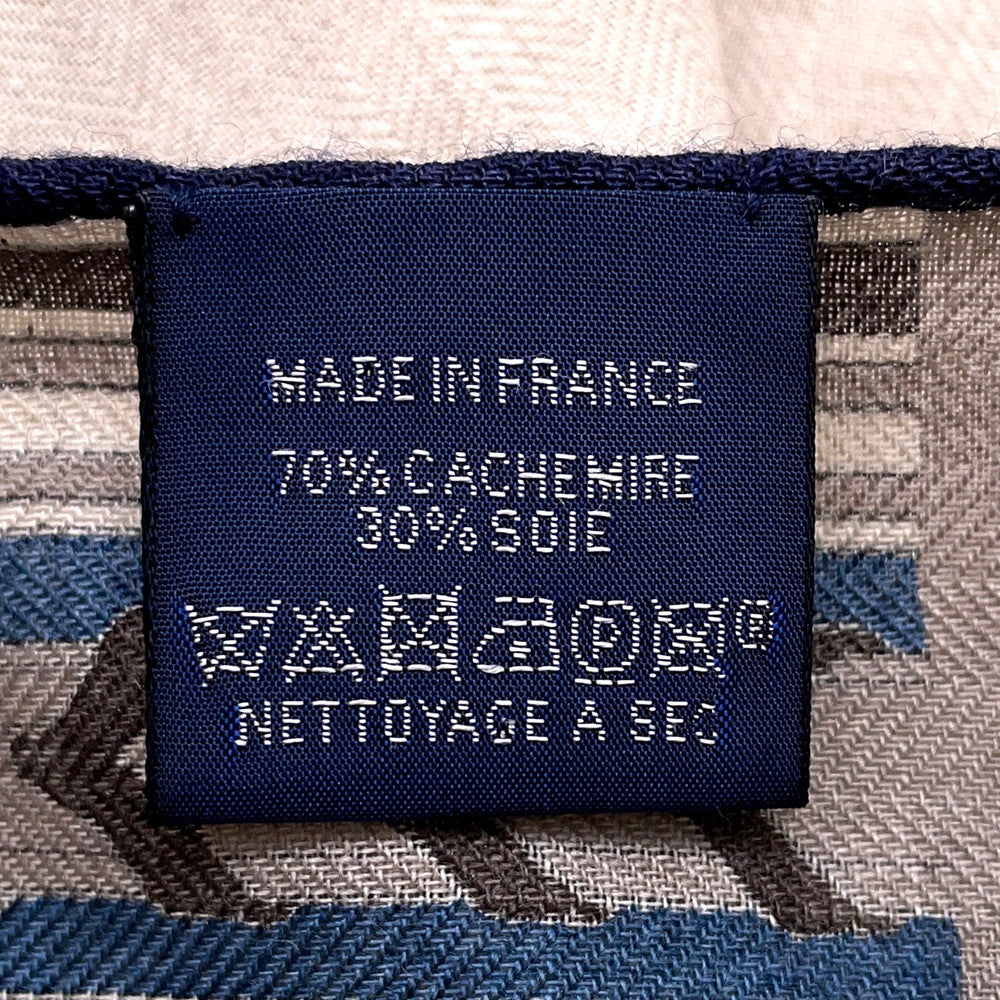 MADE IN FRANCE
70% CACHEMIRE
30% SOIE
P
NETTOYAGE A SEC